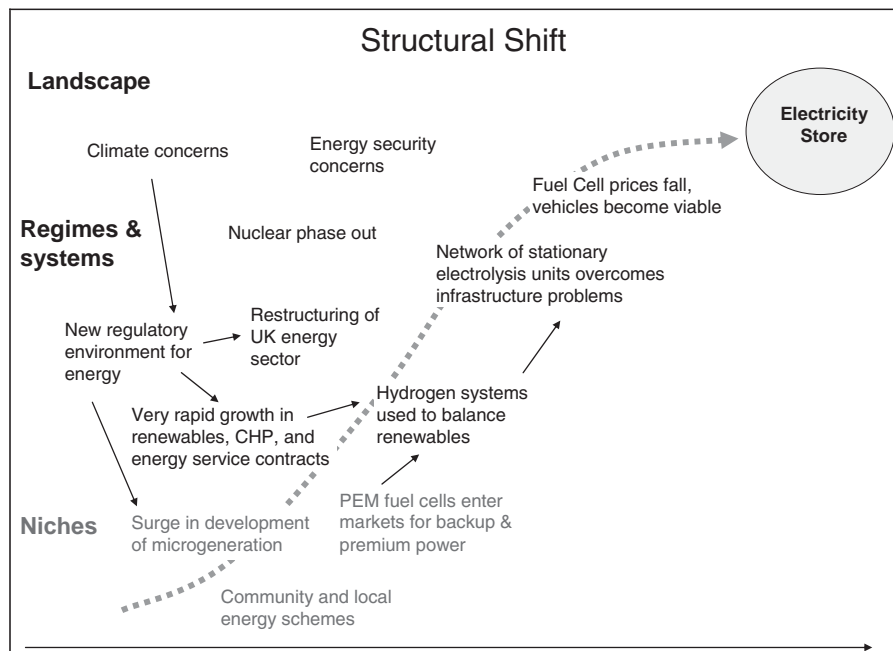 Structural Shift
Landscape
Electricity
Store
Climate concerns
Energy security
concerns
Fuel Cell prices fall,
vehicles become viable
Regimes &
systems
Nuclear phase out
Network of stationary
electrolysis units overcomes
infrastructure problems
New regulatory
environment for
energy
Restructuring of
UK energy
sector
Very rapid growth in
renewables, CHP, and
energy service contracts
Hydrogen systems
used to balance
renewables
Niches
Surge in development
of microgeneration
PEM fuel cells enter
markets for backup &
premium power
Community and local
energy schemes